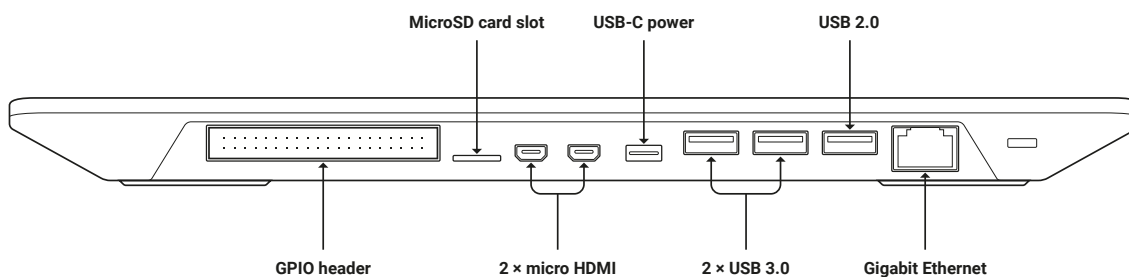 MicroSD card slot
USB-C power
USB 2.0
GPIO header
2 × micro HDMI
2 × USB 3.0
Gigabit Ethernet